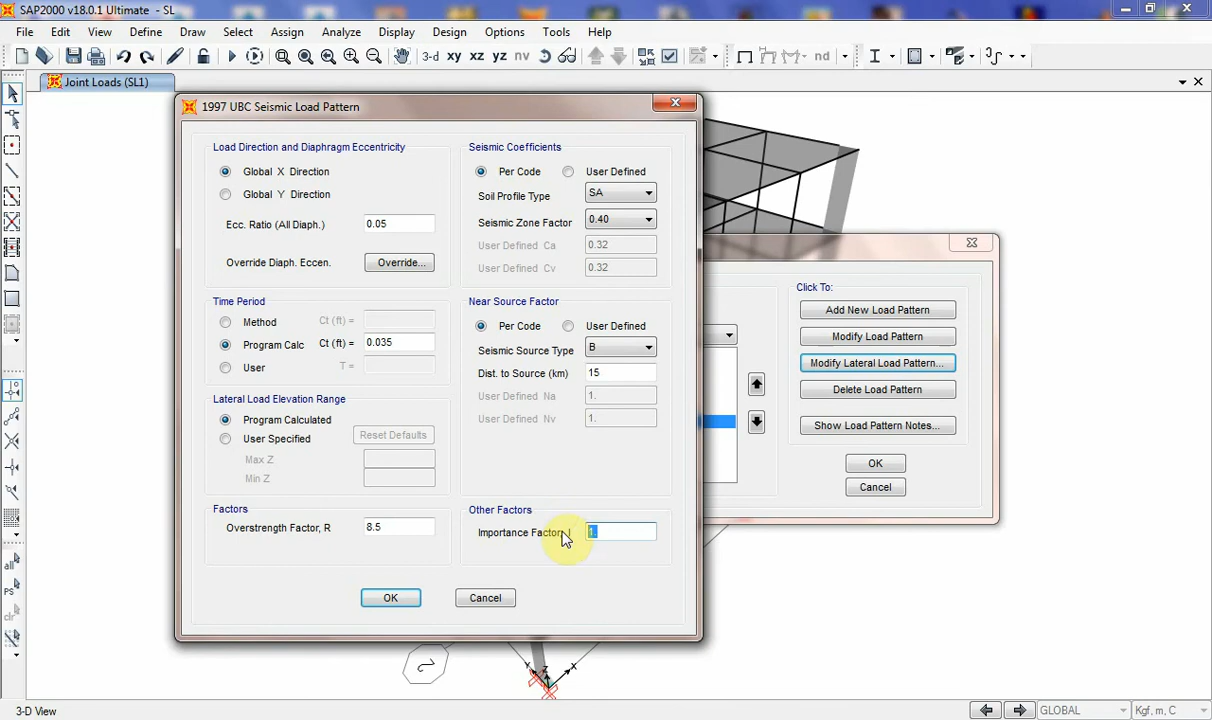 SAP2000 v18.0.1 Ultimate - SL
File Edit View Define Draw Select Assign Analyze Display Design Options Tools Help
3-d xy xz yz nv
nd
Joint Loads (SL1)
1997 UBC Seismic Load Pattern
Load Direction and Diaphragm Eccentricity
Global X Direction
Global Y Direction
Ecc. Ratio (All Diaph.) 0.05
Override Diaph. Eccen. Override...
Time Period
Method Ct (ft) =
Program Calc Ct (ft) = 0.035
User T =
Lateral Load Elevation Range
Program Calculated
User Specified Reset Defaults
Max Z
Min Z
Factors
Overstrength Factor, R 8.5
Seismic Coefficients
Per Code User Defined
Soil Profile Type SA
Seismic Zone Factor 0.40
User Defined Ca 0.32
User Defined Cv 0.32
Near Source Factor
Per Code User Defined
Seismic Source Type B
Dist. to Source (km) 15
User Defined Na 1.
User Defined Nv 1.
Other Factors
Importance Factor I 1.
OK Cancel
Click To:
Add New Load Pattern
Modify Load Pattern
Modify Lateral Load Pattern...
Delete Load Pattern
Show Load Pattern Notes...
OK
Cancel
all
PS
clr
Y Z X
2
3-D View
GLOBAL
Kgf, m, C